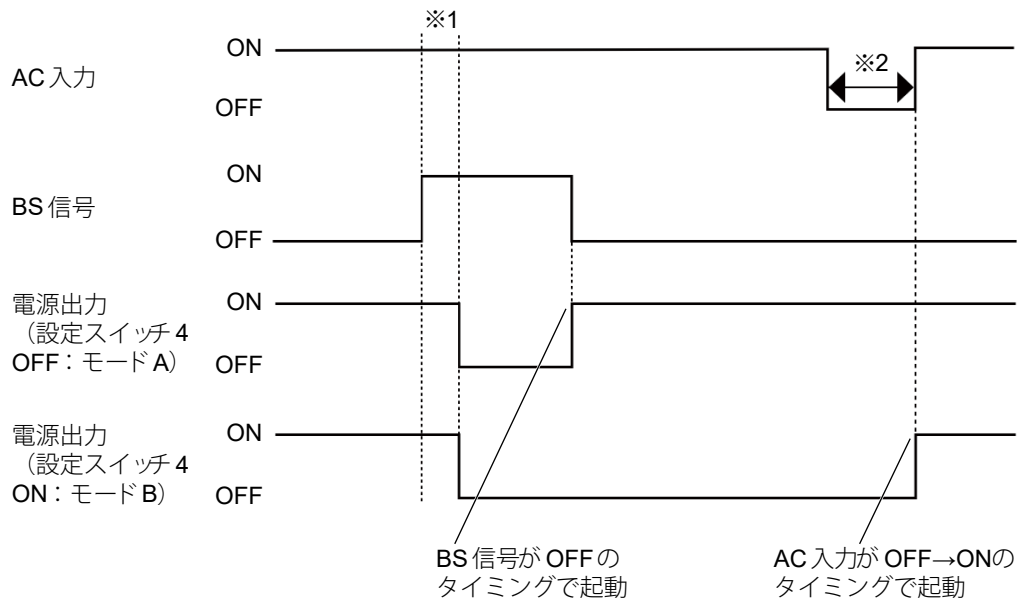 ※1
AC入力
ON
OFF
※2
BS信号
ON
OFF
電源出力
（設定スイッチ4
OFF：モードA）
ON
OFF
電源出力
（設定スイッチ4
ON：モードB）
ON
OFF
BS信号がOFFの
タイミングで起動
AC入力がOFF→ONの
タイミングで起動